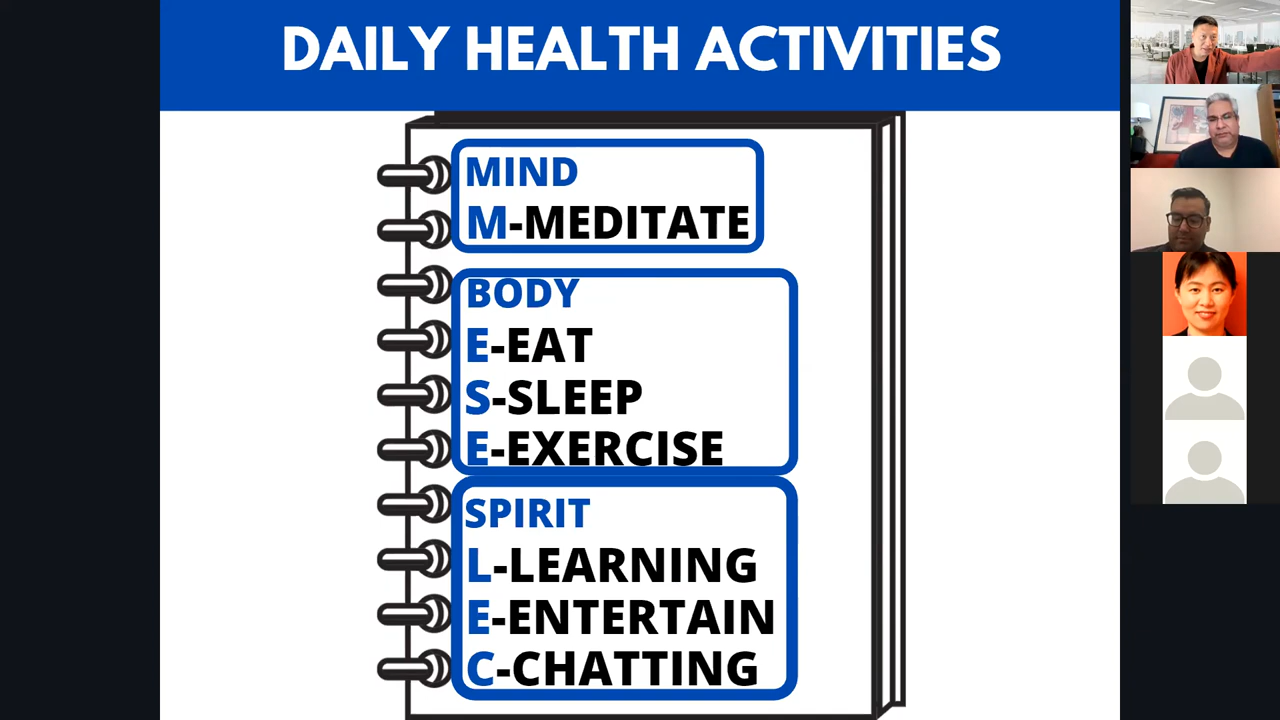 DAILY HEALTH ACTIVITIES
MIND
M-MEDITATE
BODY
E-EAT
S-SLEEP
E-EXERCISE
SPIRIT
L-LEARNING
E-ENTERTAIN
C-CHATTING